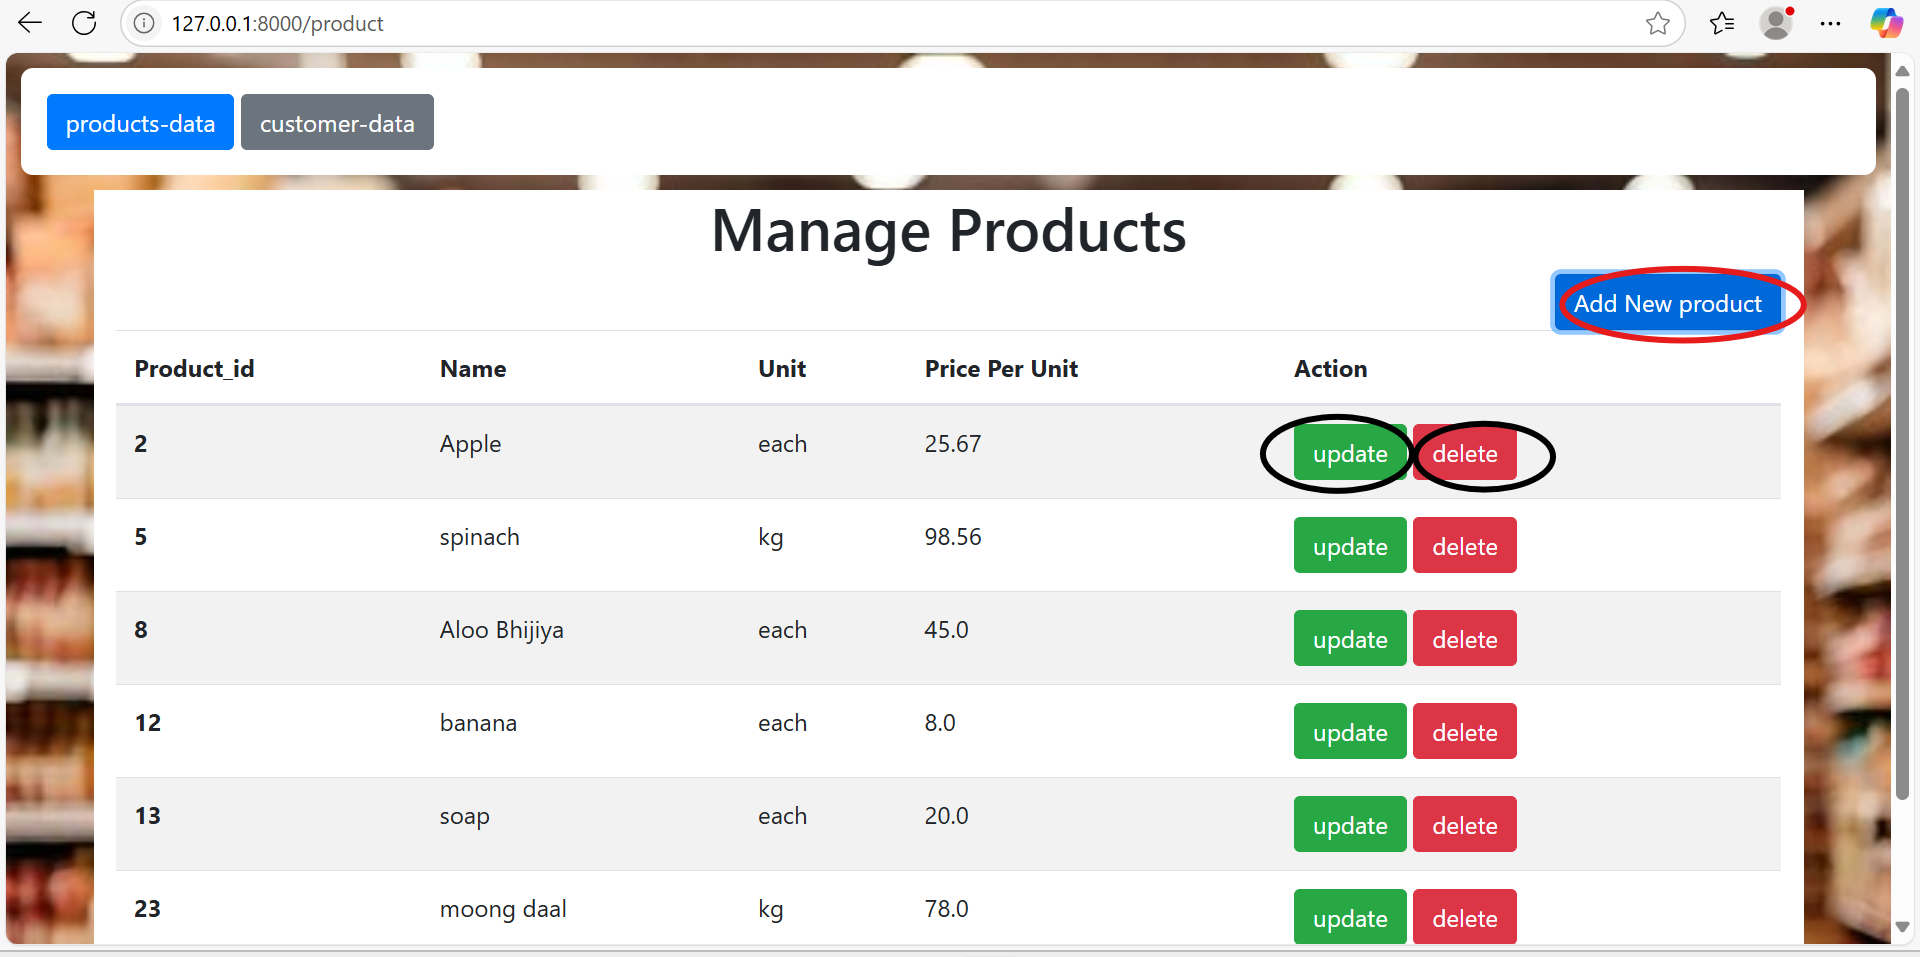 127.0.0.1:8000/product
products-data customer-data
Manage Products
Add New product
Product_id Name Unit Price Per Unit Action
2 Apple each 25.67 update delete
5 spinach kg 98.56 update delete
8 Aloo Bhijiya each 45.0 update delete
12 banana each 8.0 update delete
13 soap each 20.0 update delete
23 moong daal kg 78.0 update delete